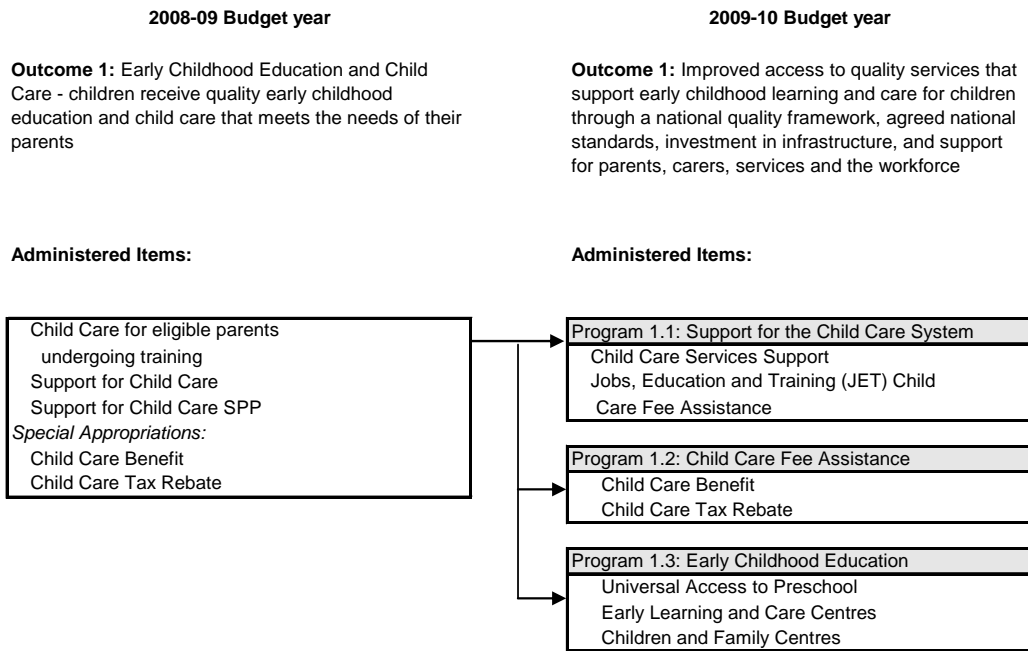 2008-09 Budget year
2009-10 Budget year
Outcome 1: Early Childhood Education and Child
Care - children receive quality early childhood
education and child care that meets the needs of their
parents
Outcome 1: Improved access to quality services that
support early childhood learning and care for children
through a national quality framework, agreed national
standards, investment in infrastructure, and support
for parents, carers, services and the workforce
Administered Items:
Administered Items:
Child Care for eligible parents
undergoing training
Support for Child Care
Support for Child Care SPP
Special Appropriations:
Child Care Benefit
Child Care Tax Rebate
Program 1.1: Support for the Child Care System
Child Care Services Support
Jobs, Education and Training (JET) Child
Care Fee Assistance
Program 1.2: Child Care Fee Assistance
Child Care Benefit
Child Care Tax Rebate
Program 1.3: Early Childhood Education
Universal Access to Preschool
Early Learning and Care Centres
Children and Family Centres